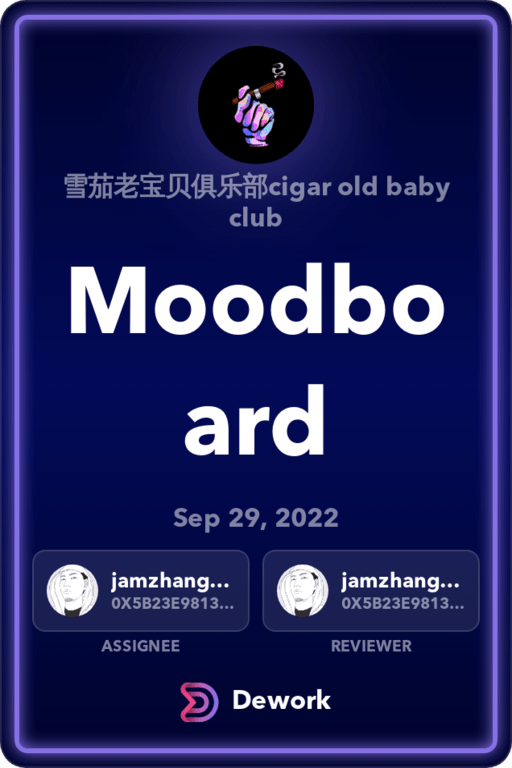 雪茄老宝贝俱乐部cigar old baby
club
Moodbo
ard
Sep 29, 2022
jamzhang...
0X5B23E9813...
ASSIGNEE
jamzhang...
0X5B23E9813...
REVIEWER
Dework